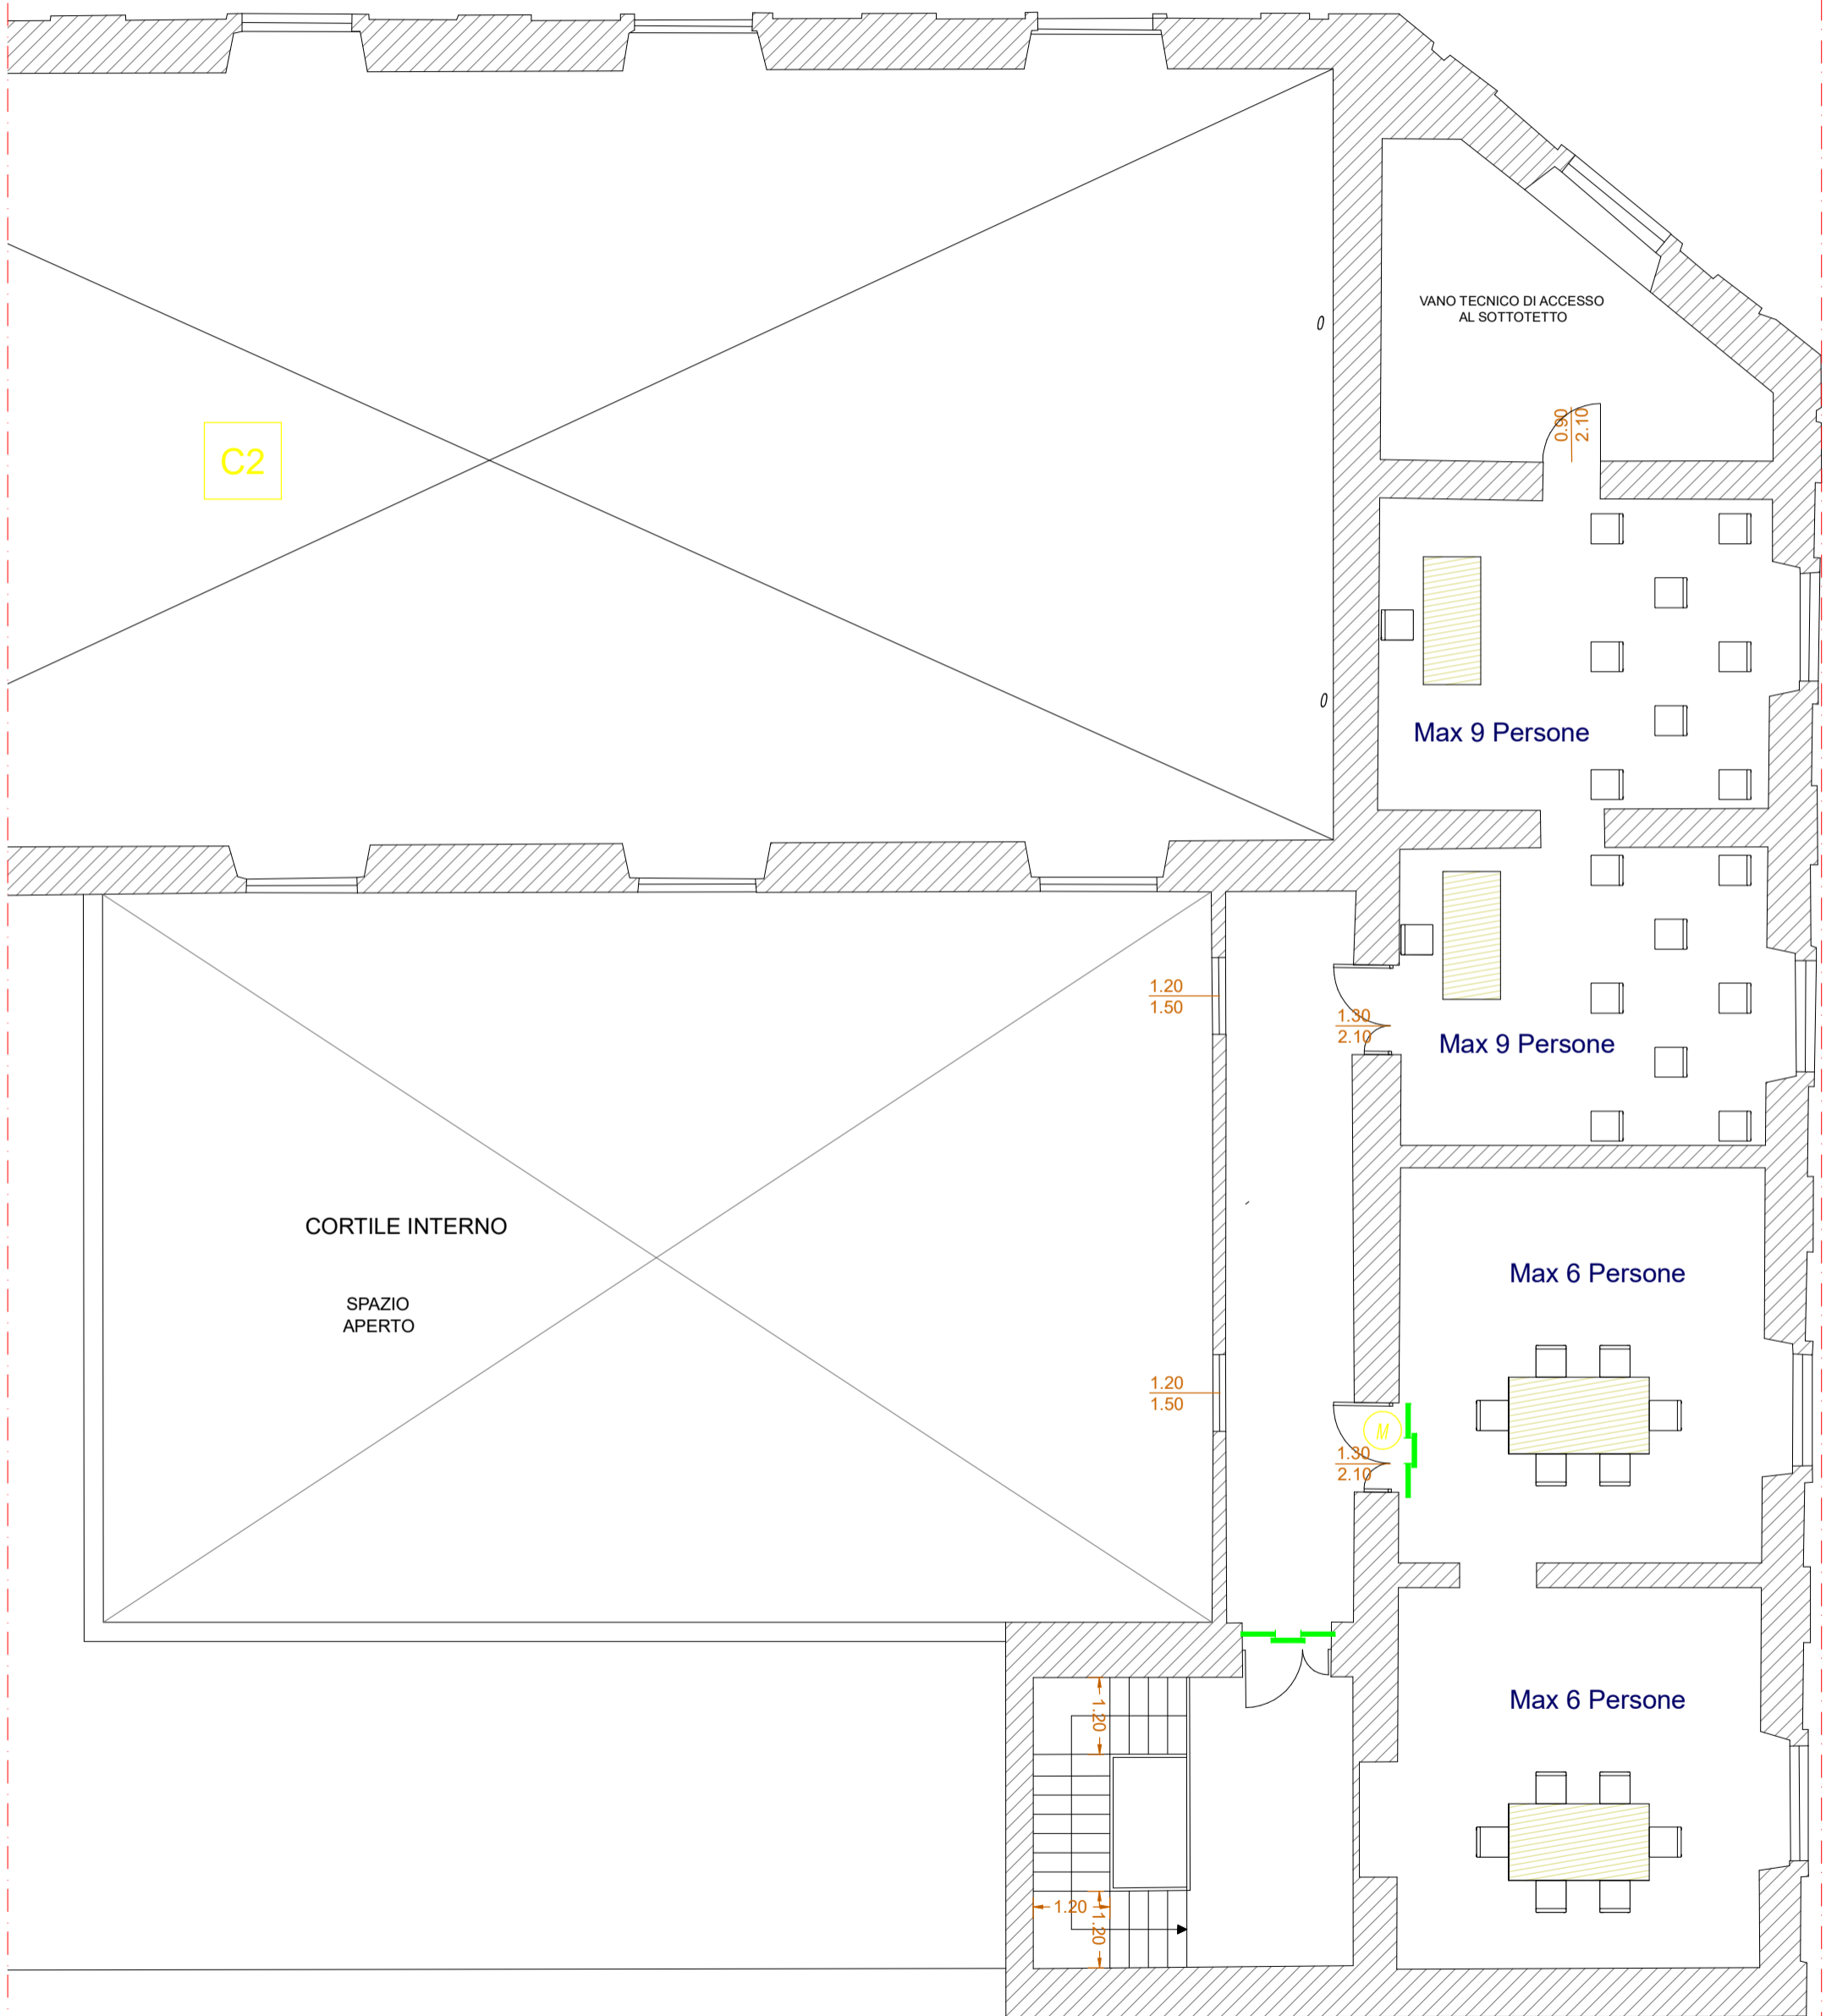 VANO TECNICO DI ACCESSO
AL SOTTOTETTO
0.90
2.10
C2
0
0
Max 9 Persone
1.20
1.50
1.30
2.10
Max 9 Persone
CORTILE INTERNO
SPAZIO
APERTO
Max 6 Persone
1.20
1.50
M
1.30
2.10
1.20
Max 6 Persone
1.20
1.20